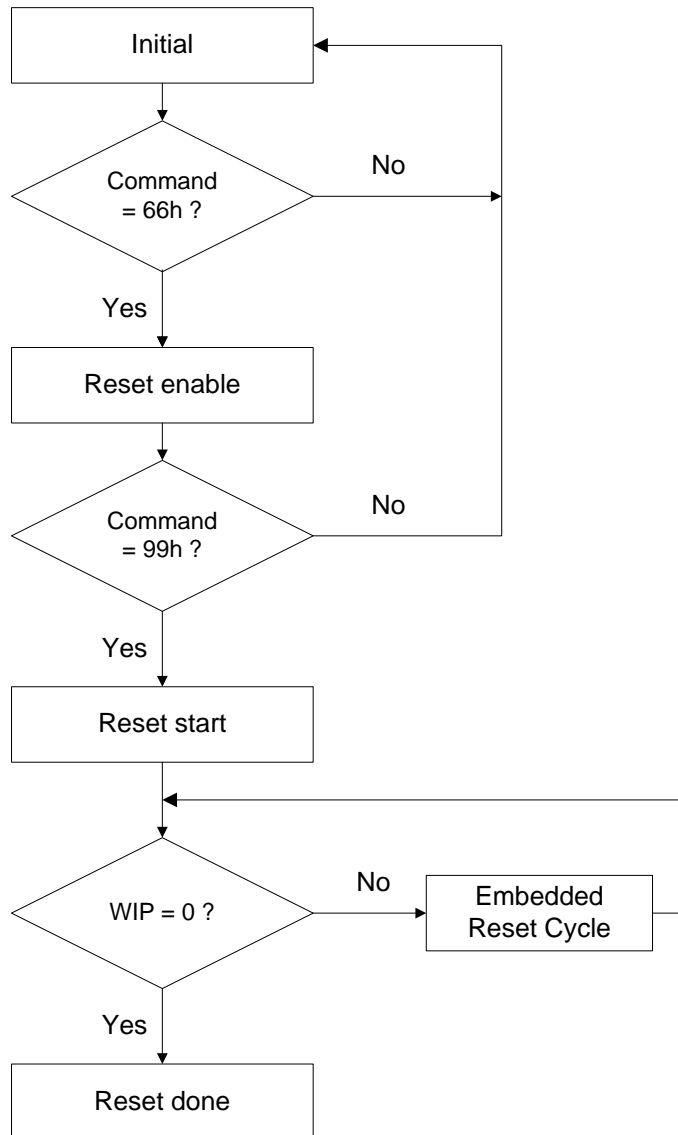 Initial
Command
= 66h ?
No
Yes
Reset enable
Command
= 99h ?
No
Yes
Reset start
WIP = 0 ?
No
Embedded
Reset Cycle
Yes
Reset done